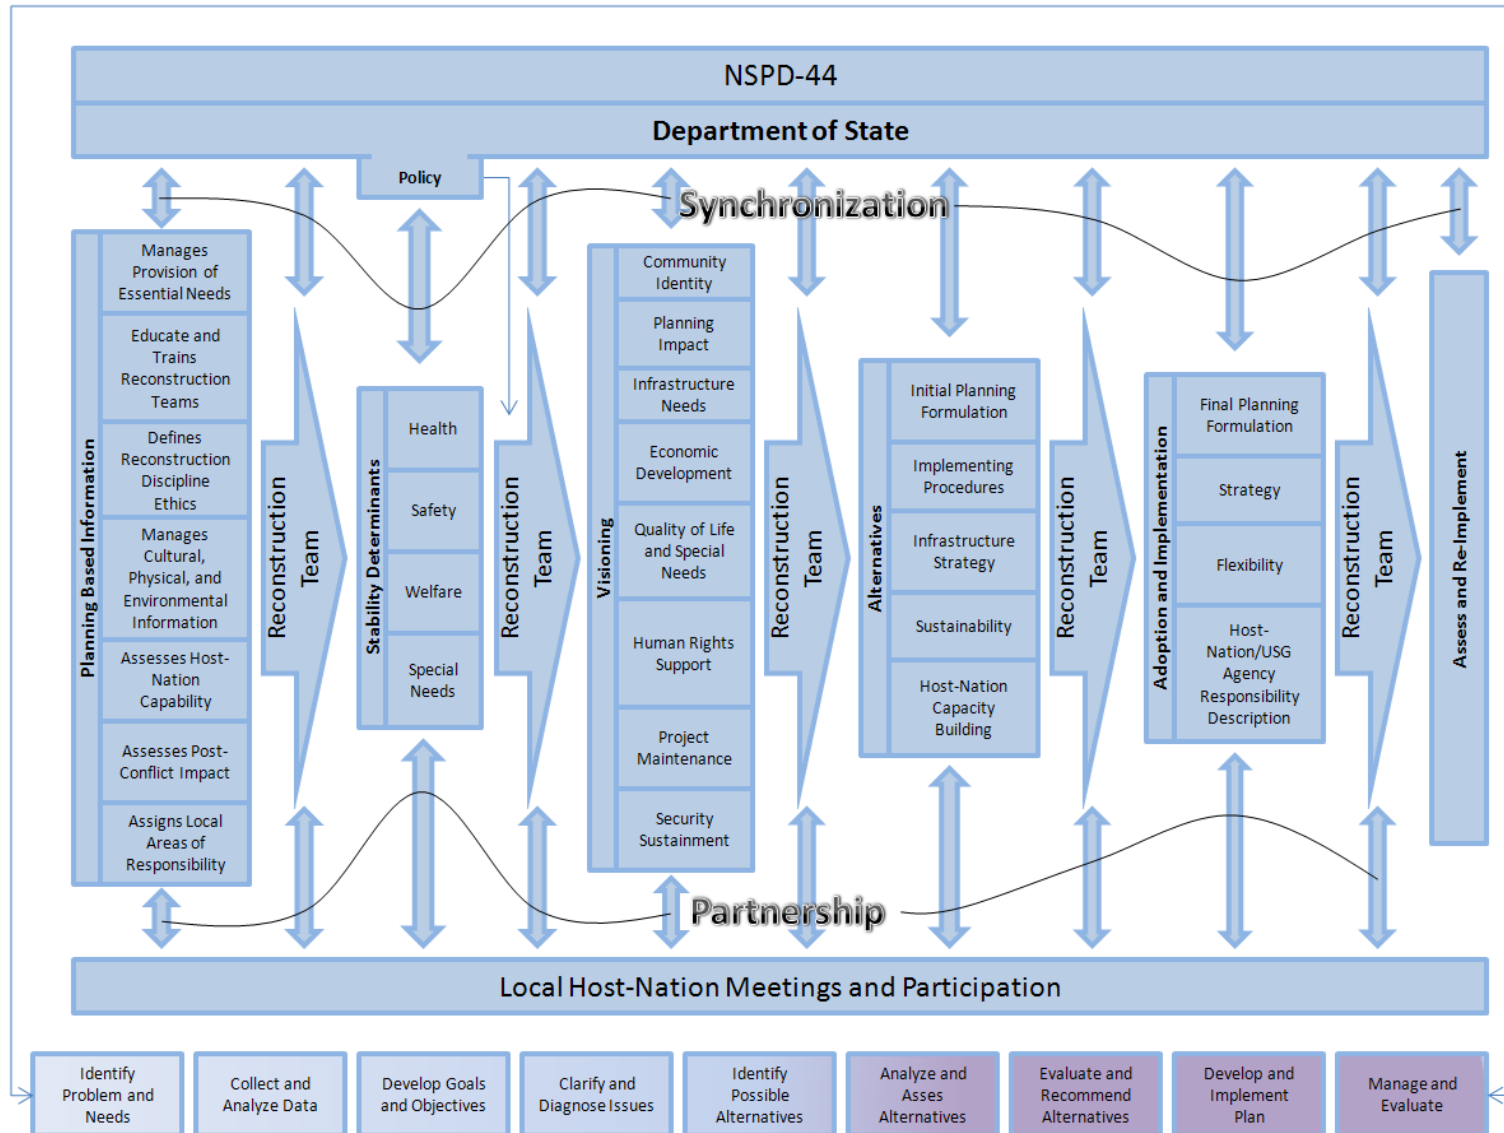 NSPD-44
Department of State
Policy
Synchronization
Planning Based Information
Manages
Provision of
Essential Needs
Educate and
Trains
Reconstruction
Teams
Defines
Reconstruction
Discipline
Ethics
Manages
Cultural,
Physical, and
Environmental
Information
Assesses Host-
Nation
Capability
Assesses Post-
Conflict Impact
Assigns Local
Areas of
Responsibility
Reconstruction
Team
Stability Determinants
Health
Safety
Welfare
Special
Needs
Reconstruction
Team
Visioning
Community
Identity
Planning
Impact
Infrastructure
Needs
Economic
Development
Quality of Life
and Special
Needs
Human Rights
Support
Project
Maintenance
Security
Sustainment
Reconstruction
Team
Alternatives
Initial Planning
Formulation
Implementing
Procedures
Infrastructure
Strategy
Sustainability
Host-Nation
Capacity
Building
Reconstruction
Team
Adoption and Implementation
Final Planning
Formulation
Strategy
Flexibility
Host-
Nation/USG
Agency
Responsibility
Description
Reconstruction
Team
Assess and Re-Implement
Partnership
Local Host-Nation Meetings and Participation
Identify
Problem and
Needs
Collect and
Analyze Data
Develop Goals
and Objectives
Clarify and
Diagnose Issues
Identify
Possible
Alternatives
Analyze and
Asses
Alternatives
Evaluate and
Recommend
Alternatives
Develop and
Implement
Plan
Manage and
Evaluate